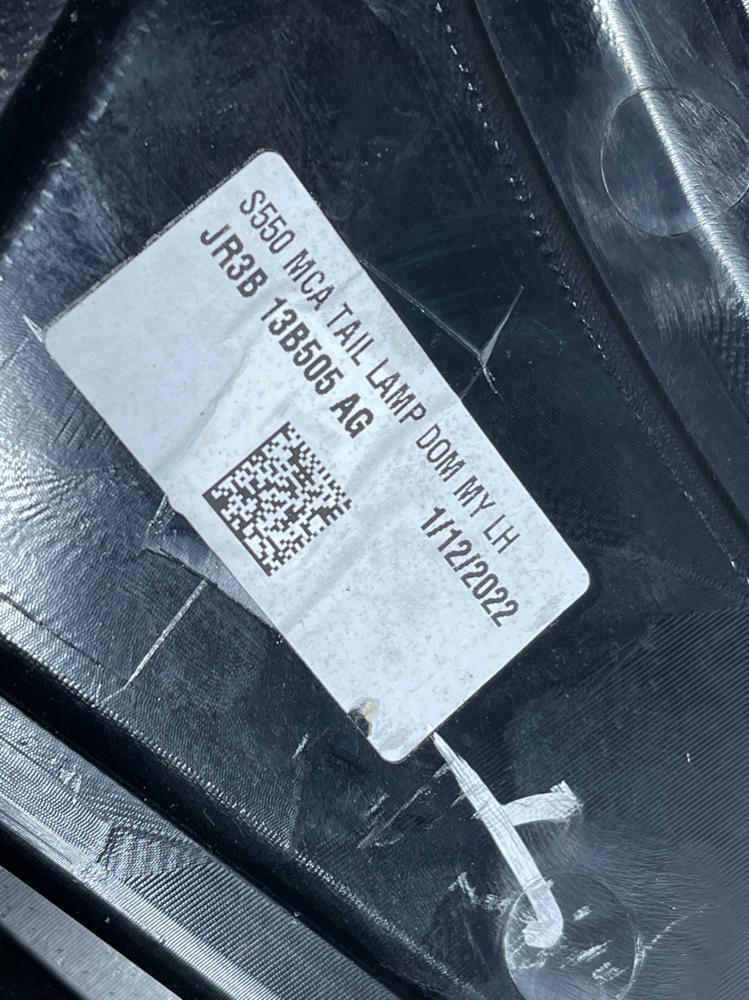 S550 MCA TAIL LAMP DOM MY LH
JR3B 13B505 AG
1/12/2022